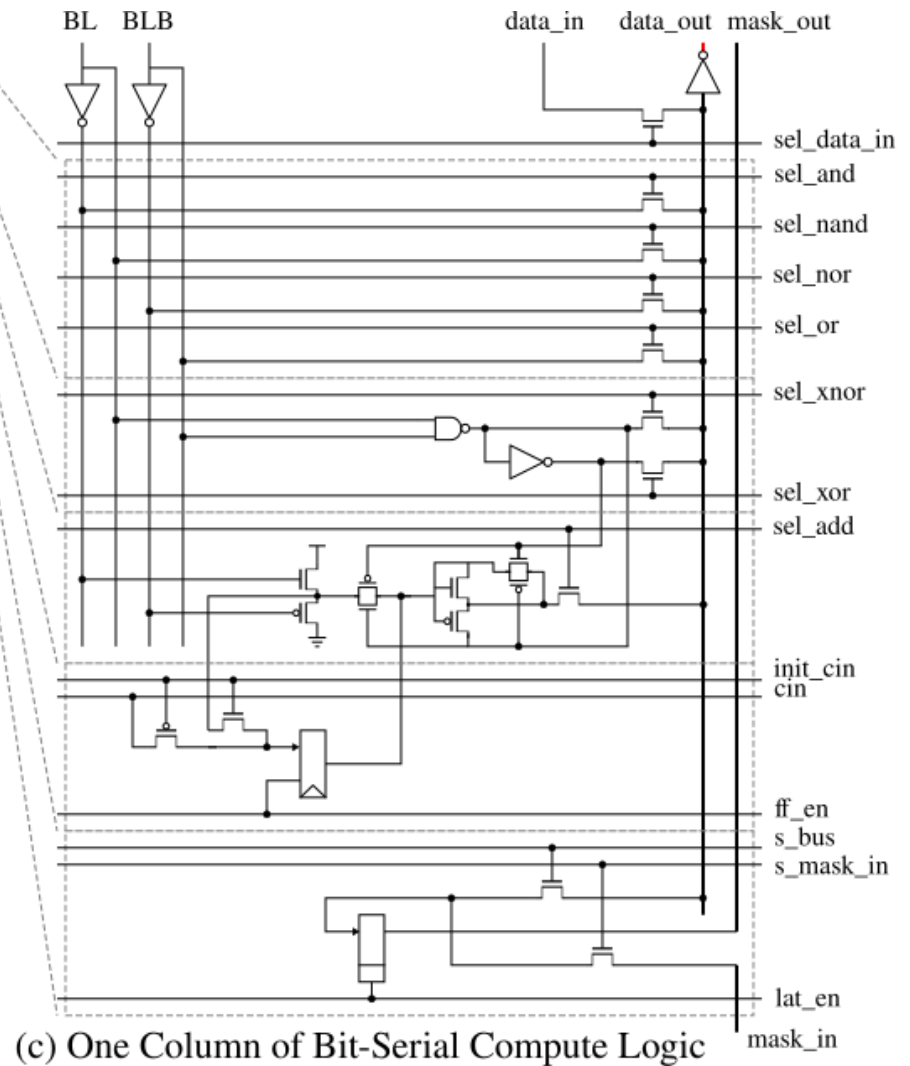 BL BLB data_in data_out mask_out
sel_data_in
sel_and
sel_nand
sel_nor
sel_or
sel_xnor
sel_xor
sel_add
init_cin
cin
ff_en
s_bus
s_mask_in
lat_en
mask_in
(c) One Column of Bit-Serial Compute Logic